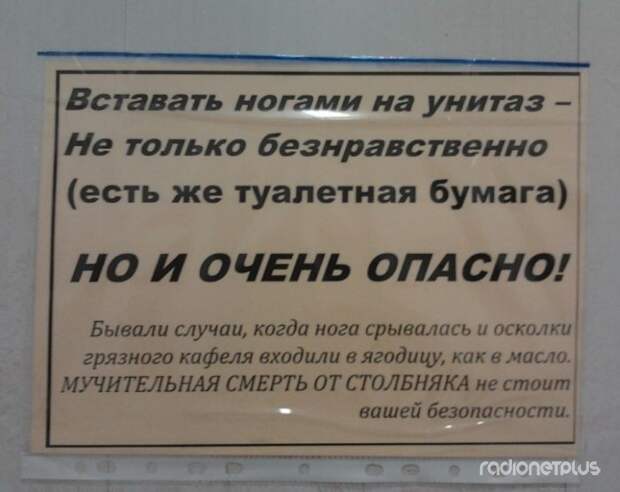 Вставать ногами на унитаз –
Не только безнравственно
(есть же туалетная бумага)
НО И ОЧЕНЬ ОПАСНО!
Бывали случаи, когда нога срывалась и осколки
грязного кафеля входили в ягодицу, как в масло.
МУЧИТЕЛЬНАЯ СМЕРТЬ ОТ СТОЛБНЯКА не стоит
вашей безопасности.
radionetplus